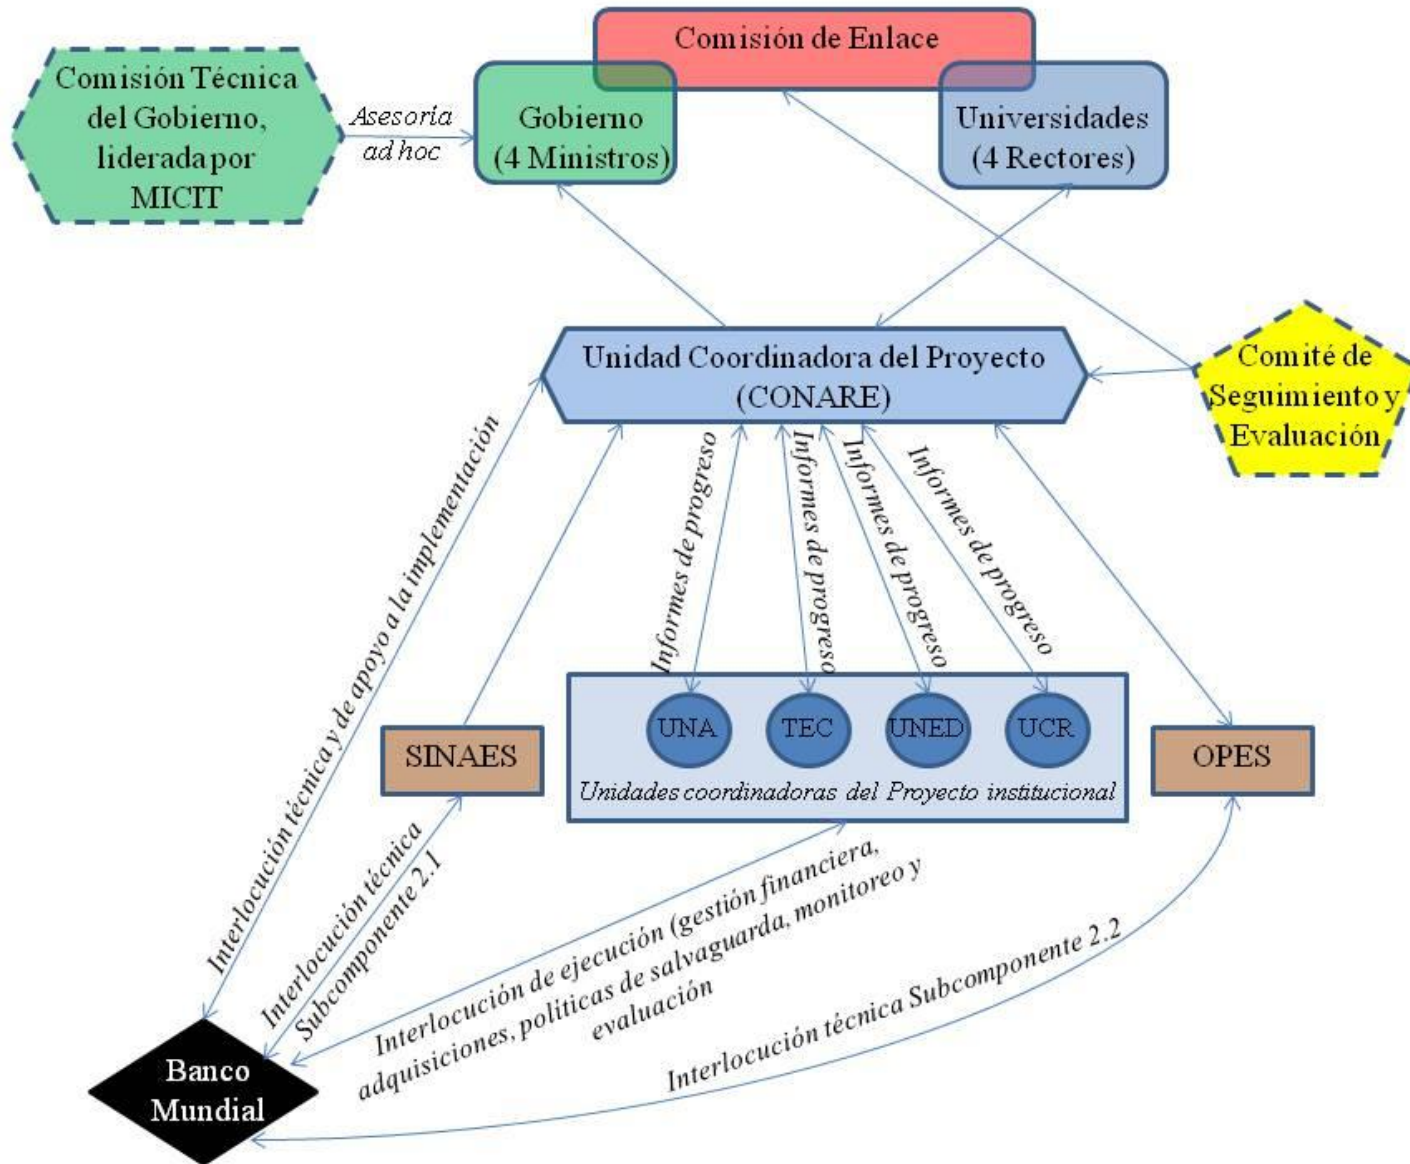 Comisión de Enlace
Comisión Técnica
del Gobierno,
liderada por
MICIT
Asesoría
ad hoc
Gobierno
(4 Ministros)
Universidades
(4 Rectores)
Unidad Coordinadora del Proyecto
(CONARE)
Comité de
Seguimiento y
Evaluación
Interlocución técnica y de apoyo a la implementación
Informes de progreso
Informes de progreso
Informes de progreso
Informes de progreso
SINAES
UNA
TEC
UNED
UCR
Unidades coordinadoras del Proyecto institucional
OPES
Interlocución técnica
Subcomponente 2.1
Interlocución de ejecución (gestión financiera,
adquisiciones, políticas de salvaguarda, monitoreo y
evaluación
Interlocución técnica Subcomponente 2.2
Banco
Mundial